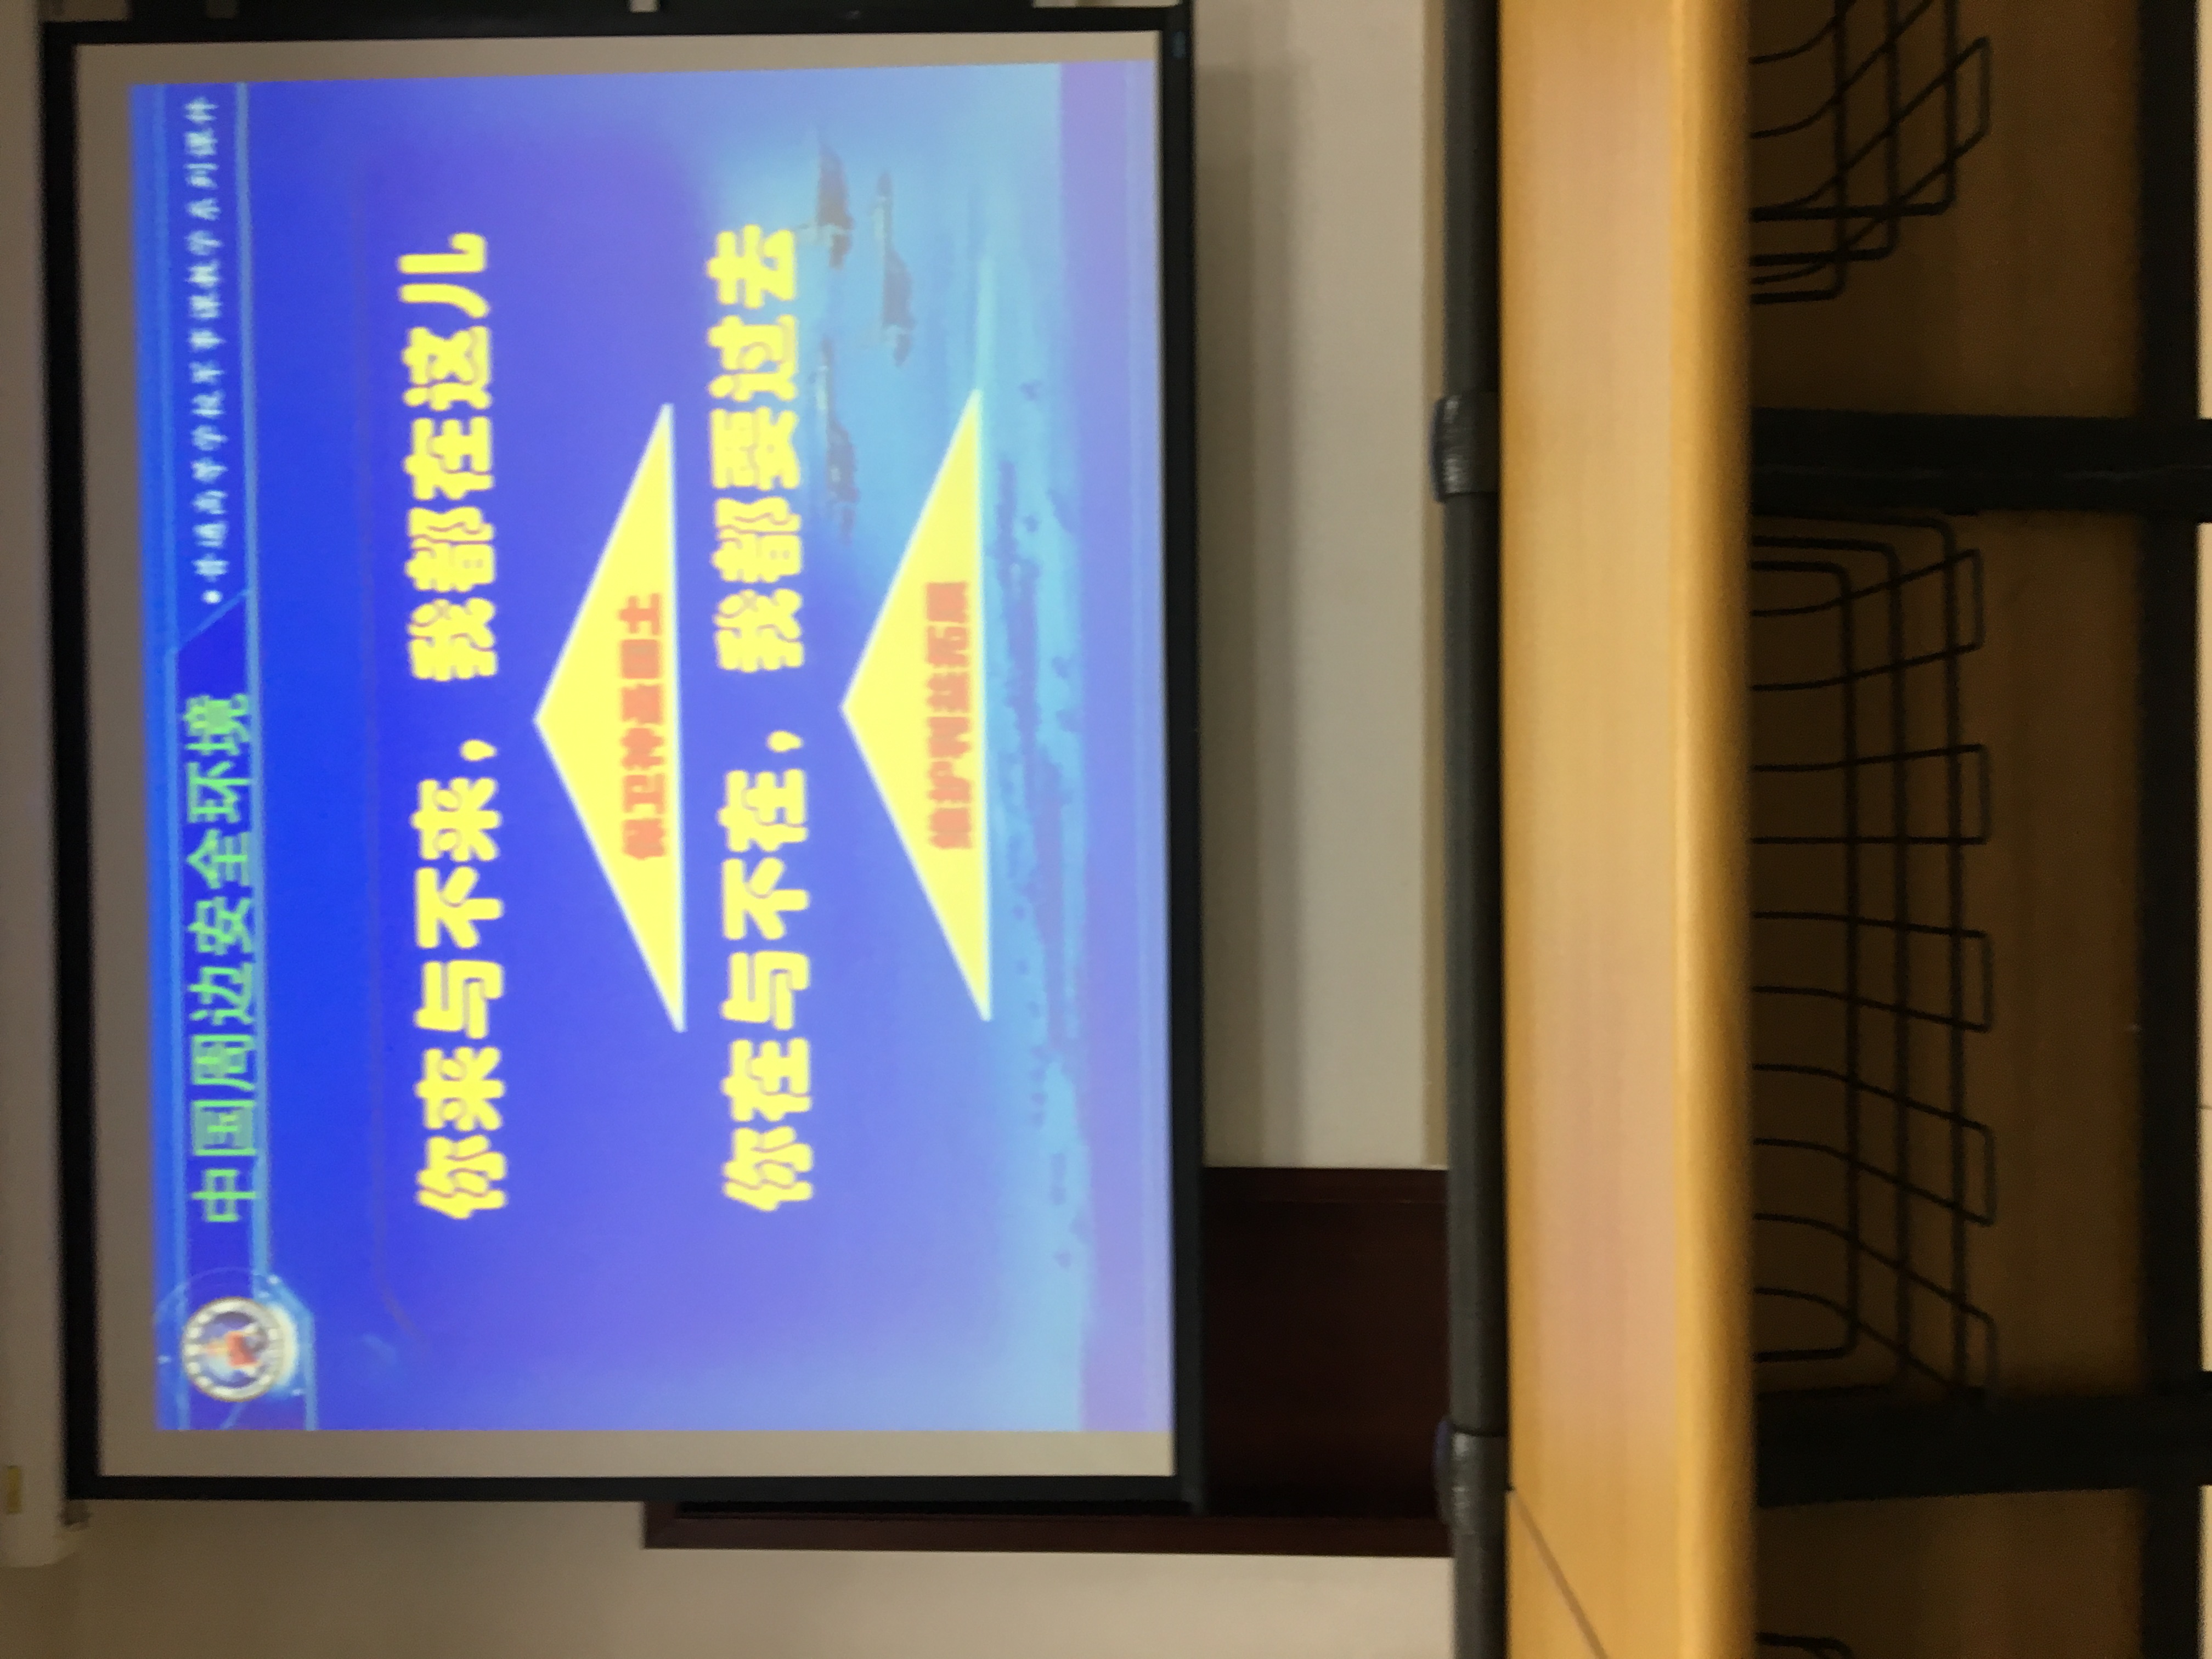 中国周边安全环境
• 普通高等学校军事课教学系列课件
你来与不来，我都在这儿
保卫神圣国土
你在与不在，我都要过去
维护利益拓展